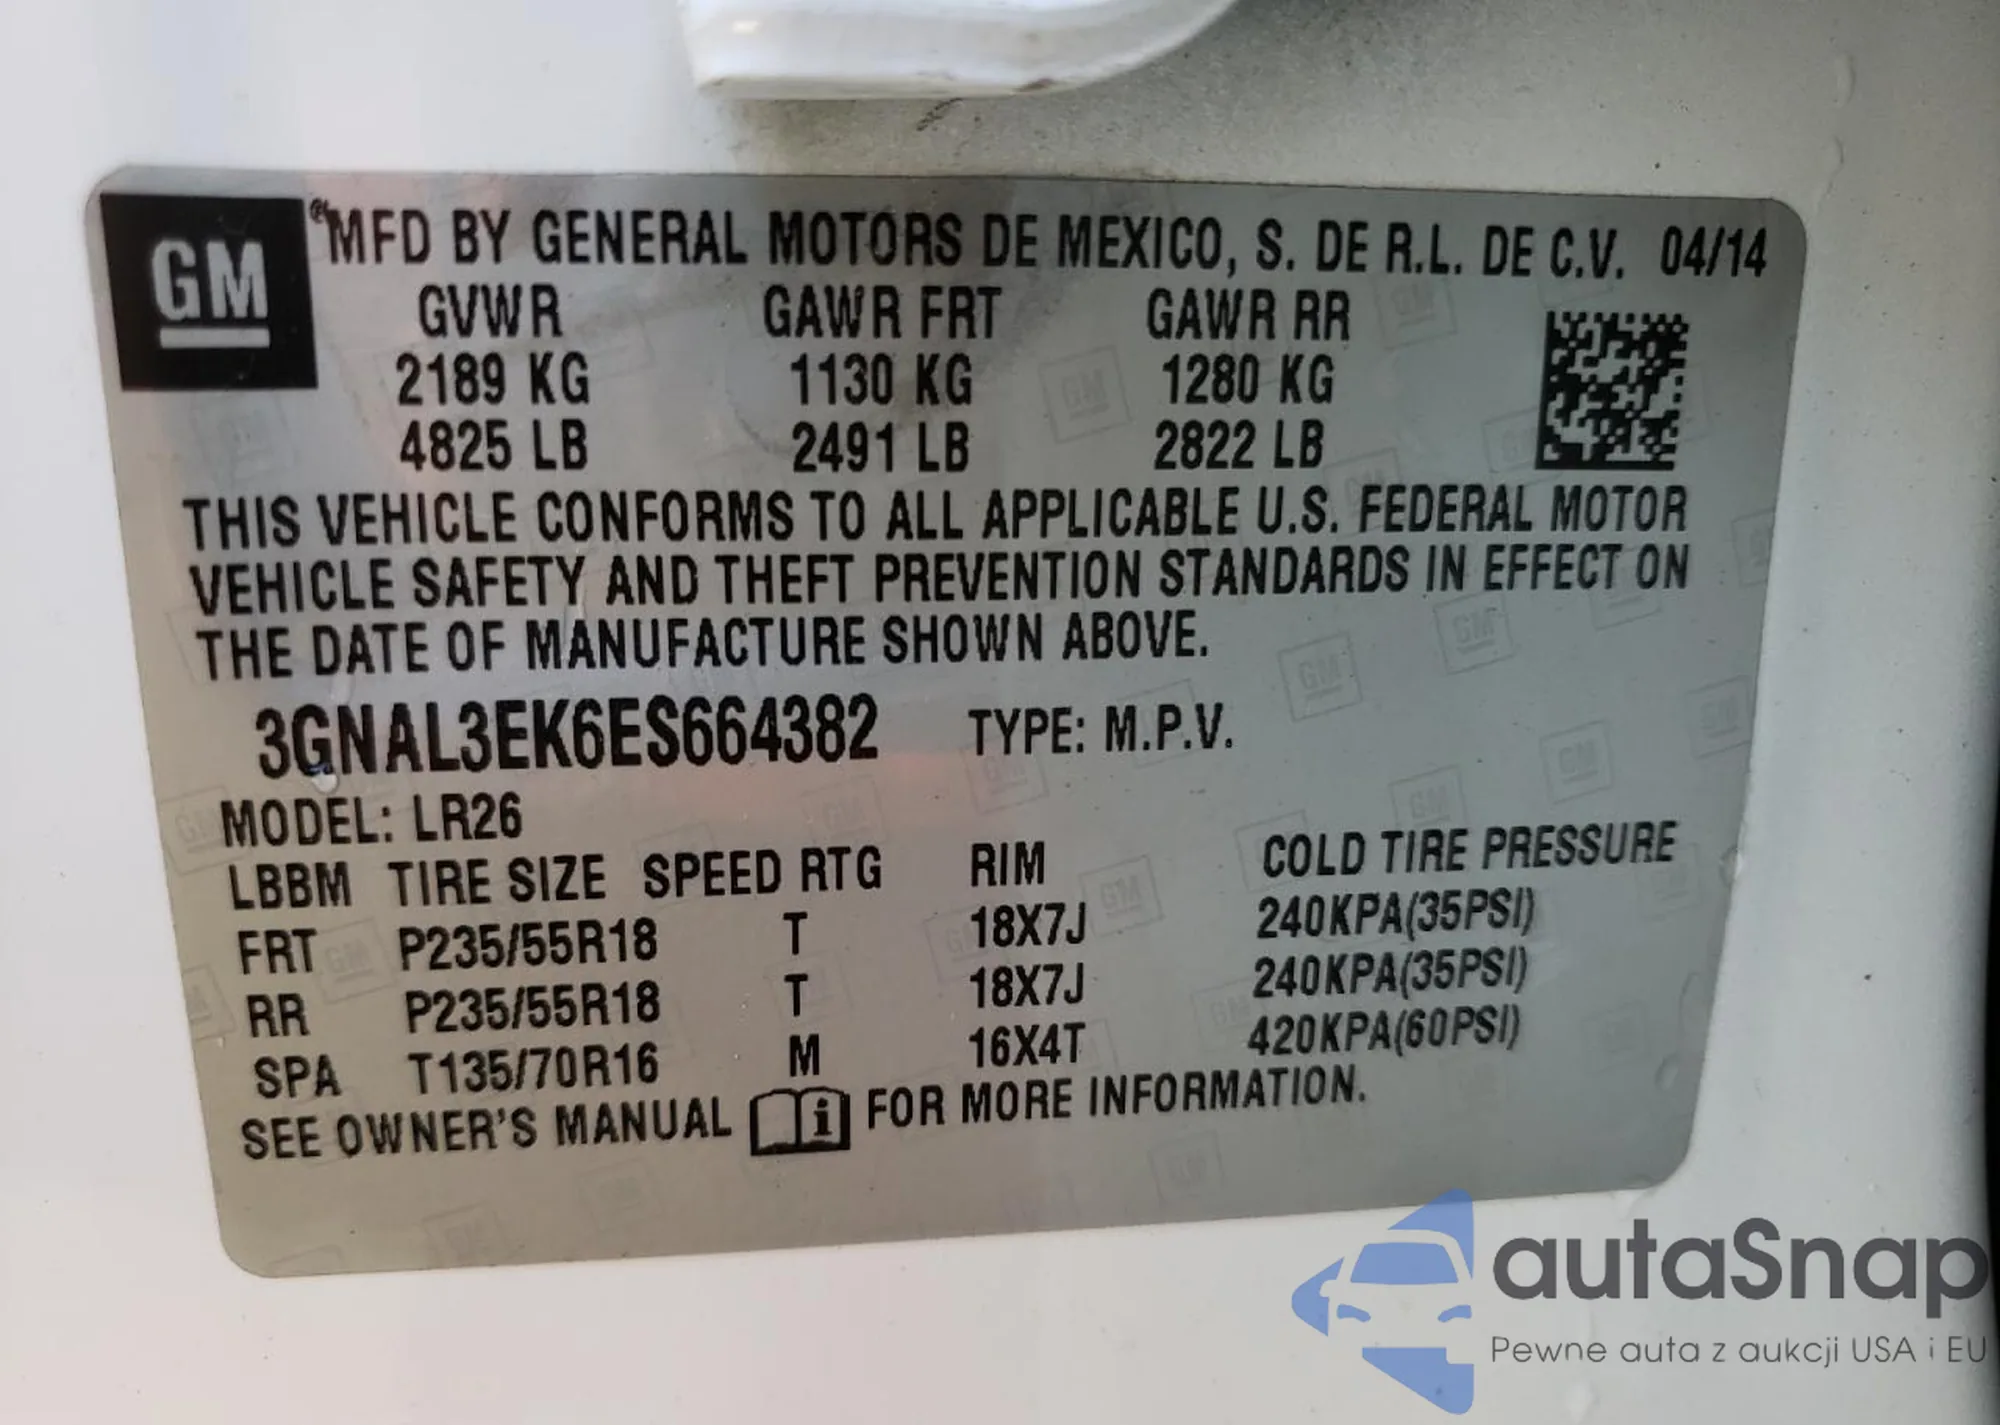 GM
MFD BY GENERAL MOTORS DE MEXICO, S. DE R.L. DE C.V. 04/14
GVWR GAWR FRT GAWR RR
2189 KG 1130 KG 1280 KG
4825 LB 2491 LB 2822 LB
THIS VEHICLE CONFORMS TO ALL APPLICABLE U.S. FEDERAL MOTOR
VEHICLE SAFETY AND THEFT PREVENTION STANDARDS IN EFFECT ON
THE DATE OF MANUFACTURE SHOWN ABOVE.
3GNAL3EK6ES664382 TYPE: M.P.V.
MODEL: LR26
LBBM TIRE SIZE SPEED RTG RIM COLD TIRE PRESSURE
FRT P235/55R18 T 18X7J 240KPA(35PSI)
RR P235/55R18 T 18X7J 240KPA(35PSI)
SPA T135/70R16 M 16X4T 420KPA(60PSI)
SEE OWNER'S MANUAL i FOR MORE INFORMATION.
autaSnap
Pewne auta z aukcji USA i EU